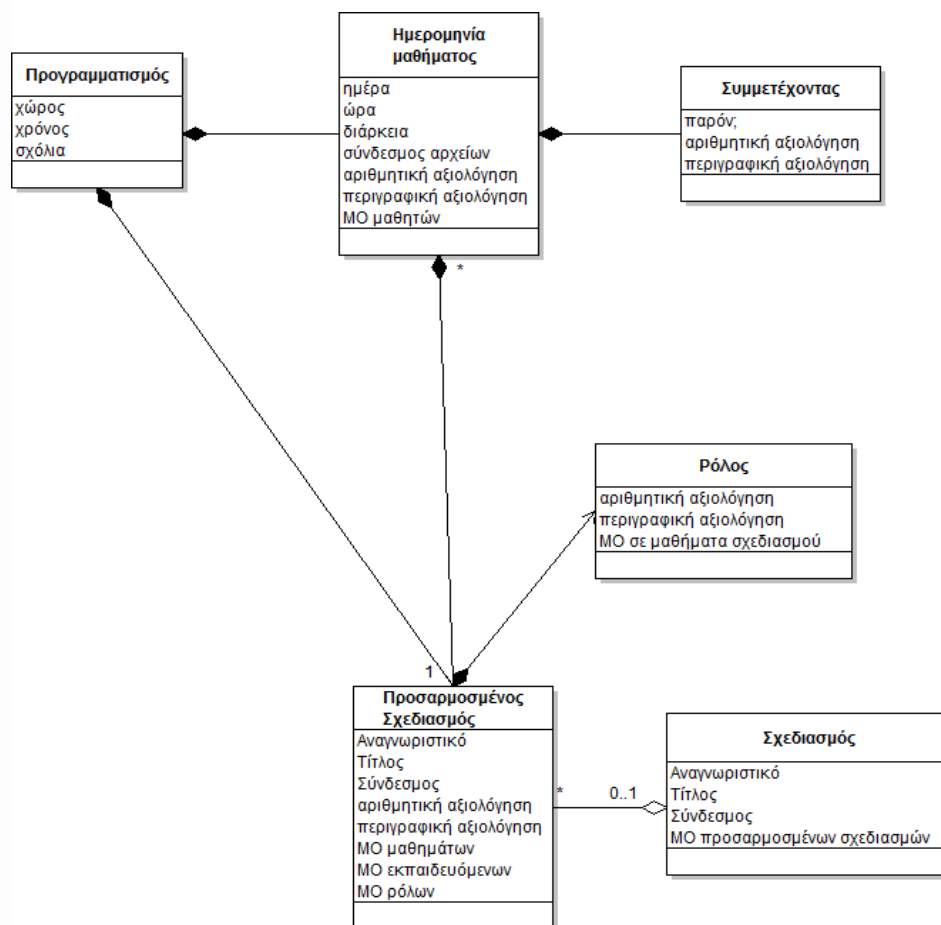 Προγραμματισμός
χώρος
χρόνος
σχόλια
Ημερομηνία
μαθήματος
ημέρα
ώρα
διάρκεια
σύνδεσμος αρχείων
αριθμητική αξιολόγηση
περιγραφική αξιολόγηση
ΜΟ μαθητών
*
Συμμετέχοντας
παρόν;
αριθμητική αξιολόγηση
περιγραφική αξιολόγηση
Ρόλος
αριθμητική αξιολόγηση
περιγραφική αξιολόγηση
ΜΟ σε μαθήματα σχεδιασμού
1
Προσαρμοσμένος
Σχεδιασμός
Αναγνωριστικό
Τίτλος
Σύνδεσμος
αριθμητική αξιολόγηση
περιγραφική αξιολόγηση
ΜΟ μαθημάτων
ΜΟ εκπαιδευόμενων
ΜΟ ρόλων
*
0..1
Σχεδιασμός
Αναγνωριστικό
Τίτλος
Σύνδεσμος
ΜΟ προσαρμοσμένων σχεδιασμών